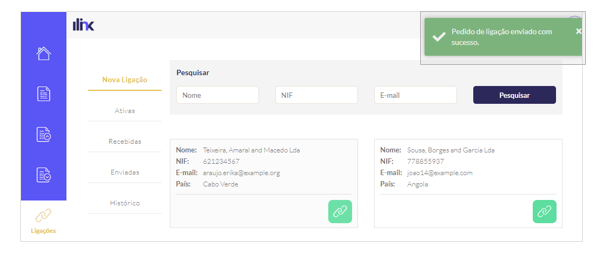 ilink
Pedido de ligação enviado com
sucesso.
x
Nova Ligação
Ativas
Recebidas
Enviadas
Histórico
Ligações
Pesquisar
Nome
NIF
E-mail
Pesquisar
Nome: Teixeira, Amaral and Macedo Lda
NIF: 621234567
E-mail: araujo.erika@example.org
País: Cabo Verde
Nome: Sousa, Borges and Garcia Lda
NIF: 778855937
E-mail: joao14@example.com
País: Angola